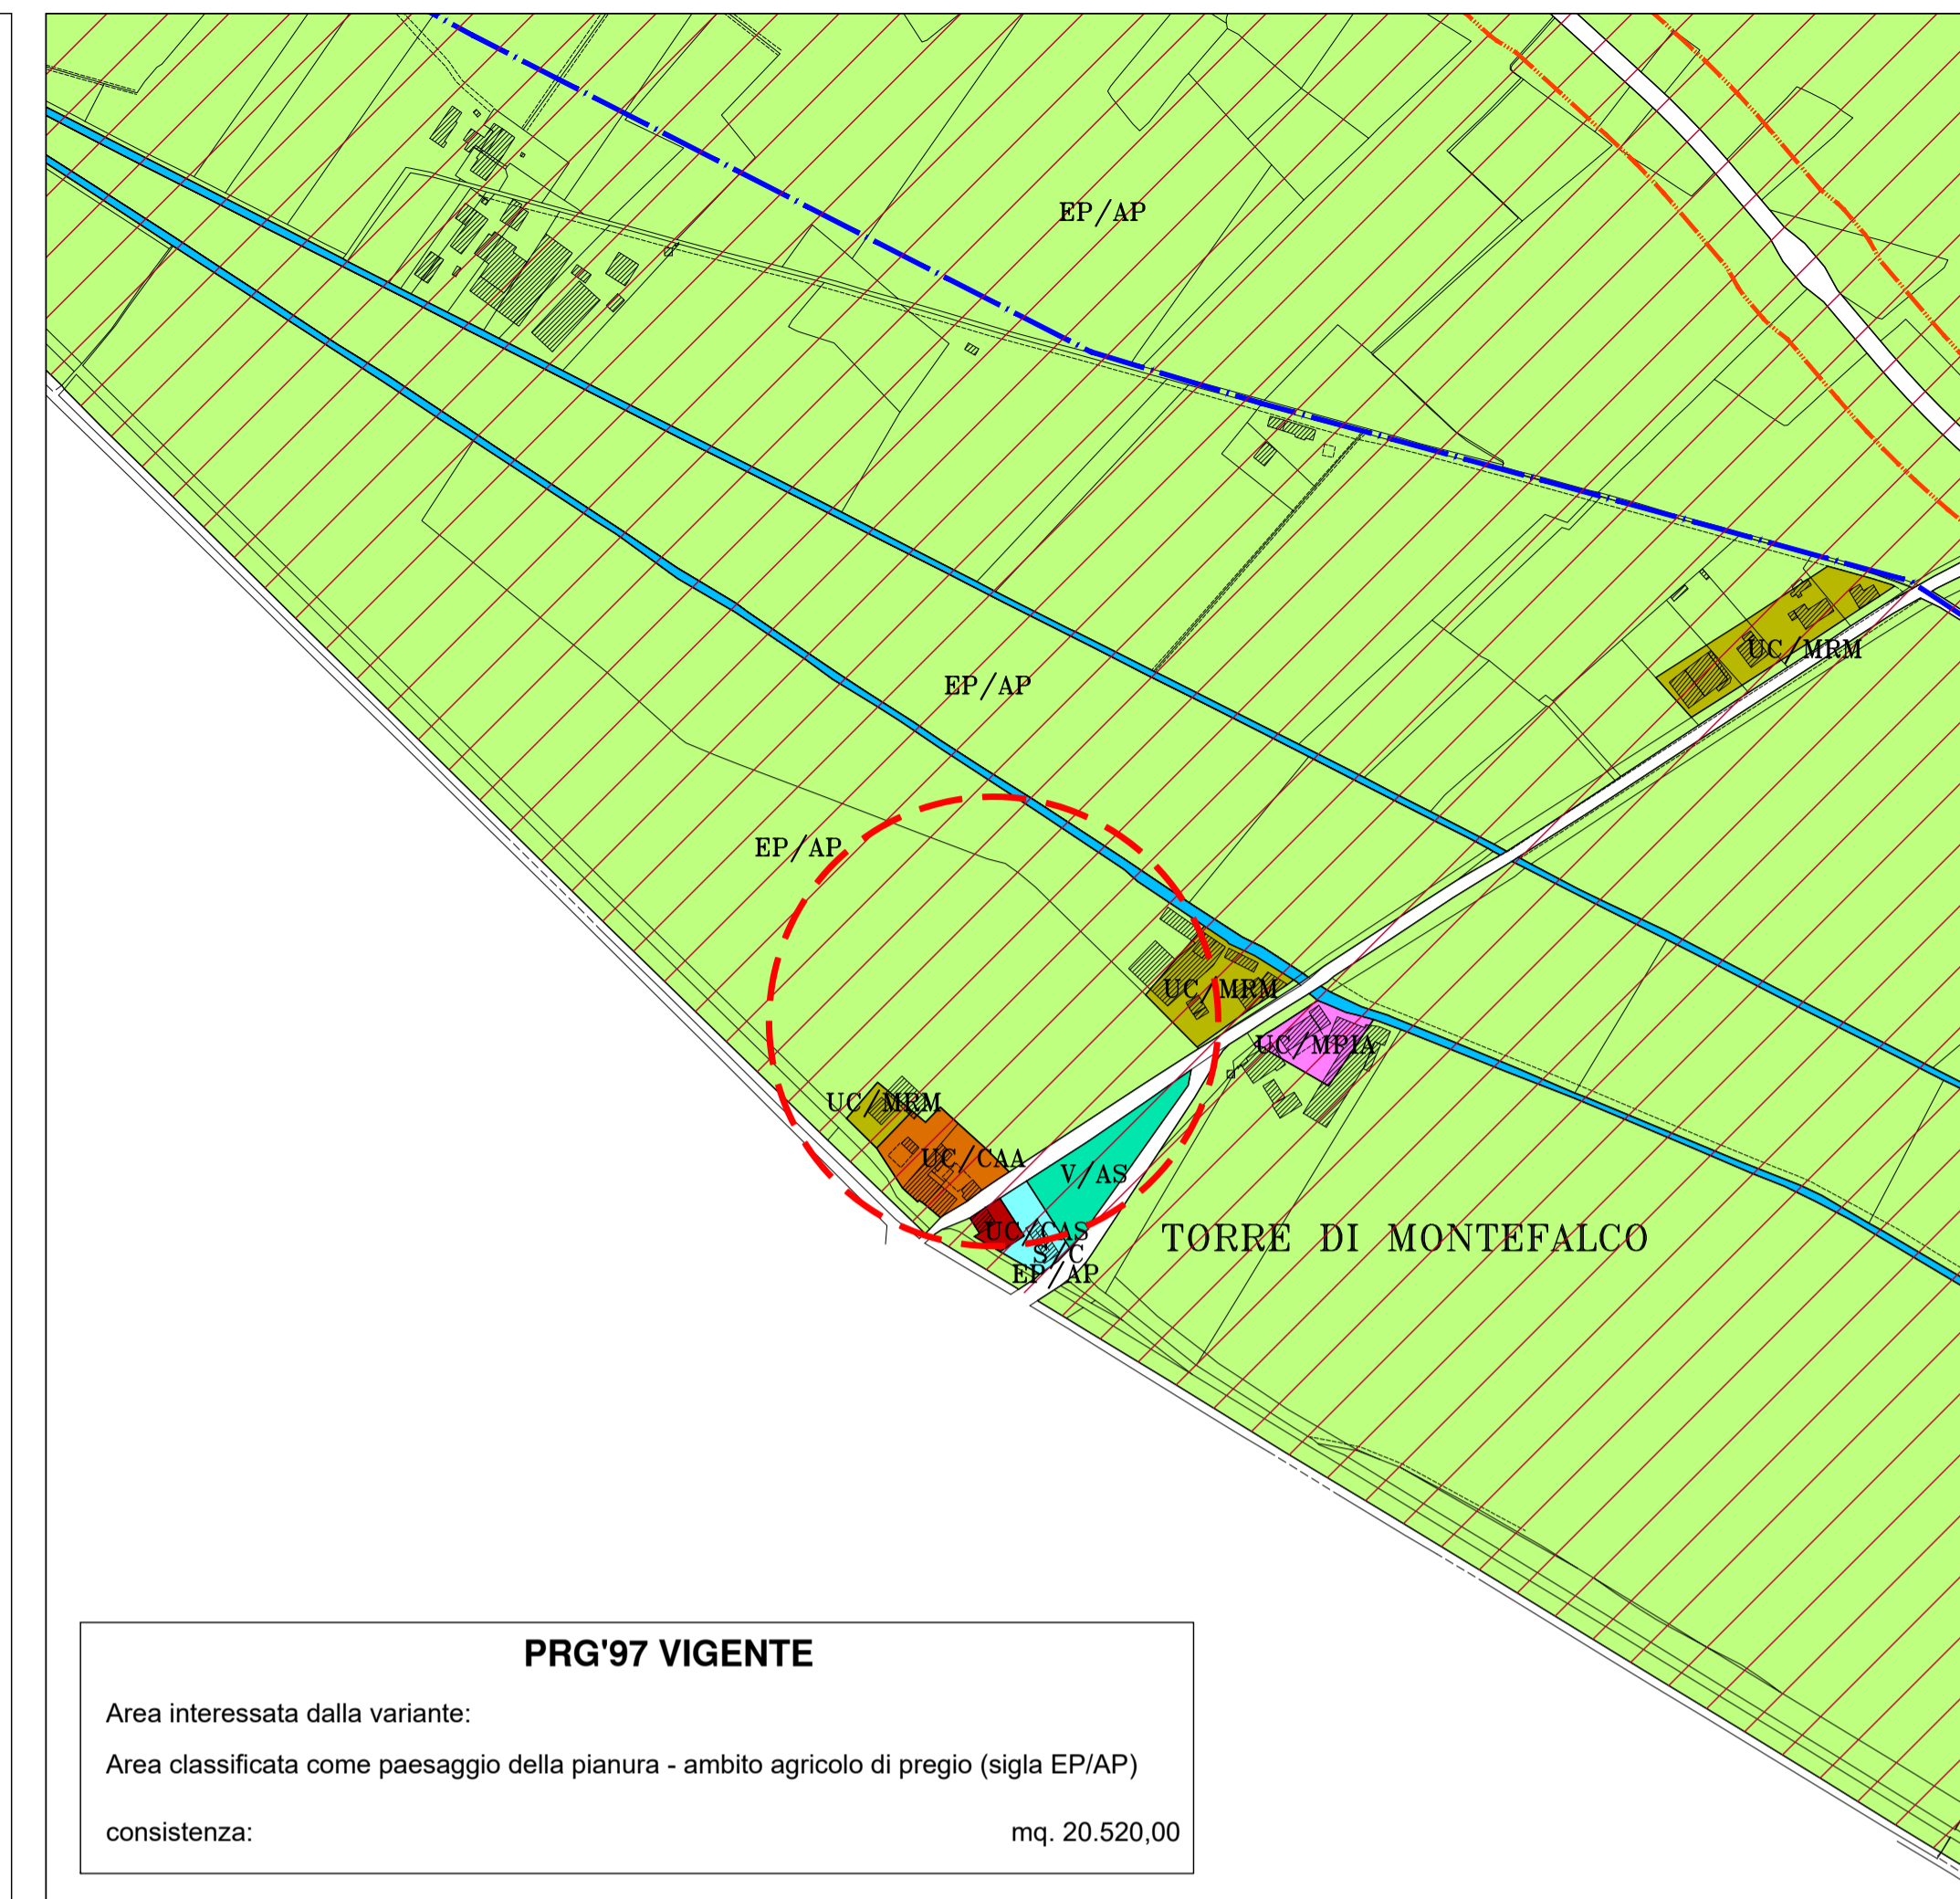 EP/AP
UC/MRM
EP/AP
EP/AP
UC/MRM
UC/MPIA
UC/MRM
UC/CAA
V/AS
UC/CAS
S/C
EP/AP
TORRE DI MONTEFALCO
PRG'97 VIGENTE
Area interessata dalla variante:
Area classificata come paesaggio della pianura - ambito agricolo di pregio (sigla EP/AP)
consistenza: mq. 20.520,00